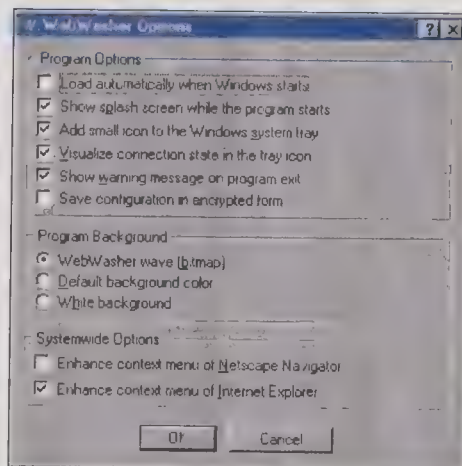 WebWasher Options
Program Options
Load automatically when Windows starts
Show splash screen while the program starts
Add small icon to the Windows system tray
Visualize connection state in the tray icon
Show warning message on program exit
Save configuration in encrypted form
Program Background
WebWasher wave (b.tmap)
Default background color
White background
Systemwide Options
Enhance context menu of Netscape Navigator
Enhance context menu of Internet Explorer
OK
Cancel